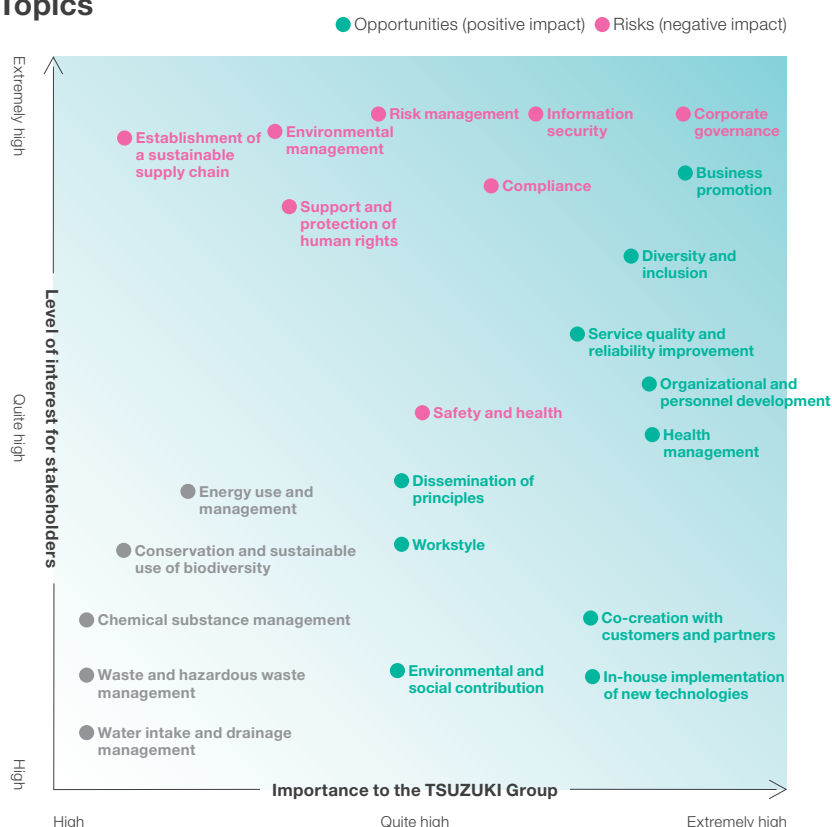 Topics
Opportunities (positive impact)
Risks (negative impact)
Extremely high
Quite high
High
Level of interest for stakeholders
Establishment of
a sustainable
supply chain
Environmental
management
Risk management
Information
security
Corporate
governance
Support and
protection of
human rights
Compliance
Business
promotion
Diversity and
inclusion
Service quality and
reliability improvement
Organizational and
personnel development
Safety and health
Health
management
Energy use and
management
Dissemination of
principles
Conservation and sustainable
use of biodiversity
Workstyle
Chemical substance management
Co-creation with
customers and partners
Waste and hazardous waste
management
Environmental and
social contribution
In-house implementation
of new technologies
Water intake and drainage
management
Importance to the TSUZUKI Group
High
Quite high
Extremely high